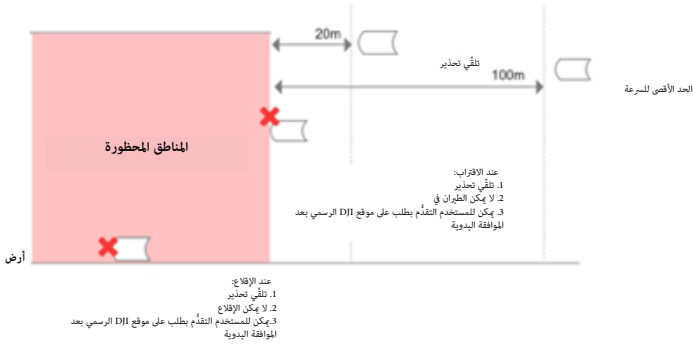 20m
تلقّي تحذير
100m
الحد الأقصى للسرعة
المناطق المحظورة
عند الاقتراب:
1. تلقّي تحذير
2. لا يمكن الطيران في
3. يمكن للمستخدم التقدُّم بطلب على موقع DJI الرسمي بعد
الموافقة اليدوية
أرض
عند الإقلاع:
1. تلقّي تحذير
2. لا يمكن الإقلاع
3.يمكن للمستخدم التقدُّم بطلب على موقع DJI الرسمي بعد
الموافقة اليدوية